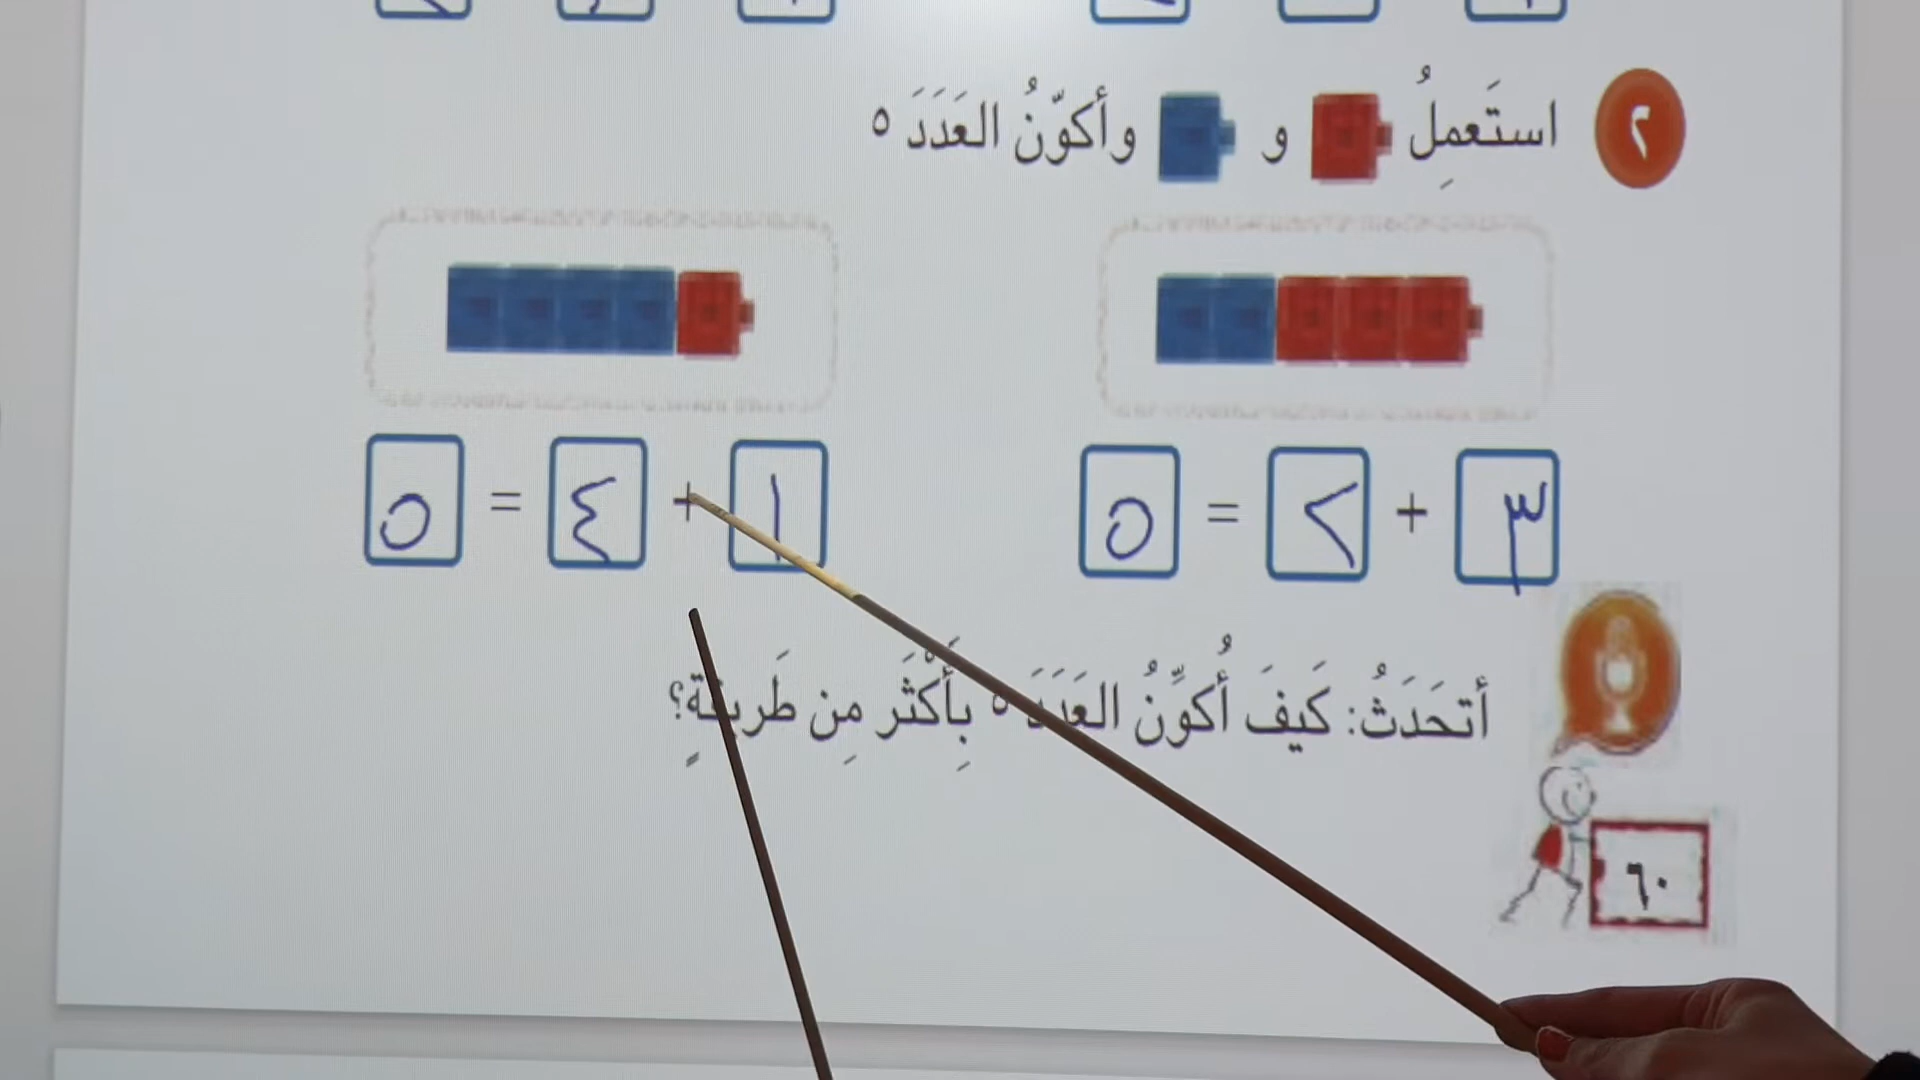 ٢ استَعمِلُ و وأكوّنُ العَدَدَ ٥
٣ + ٢ = ٥
١ + ٤ = ٥
أتحَدَثُ: كَيفَ أُكوِّنُ العَدَدَ ٥ بِأَكْثَر مِن طَريقةٍ؟
٦٠